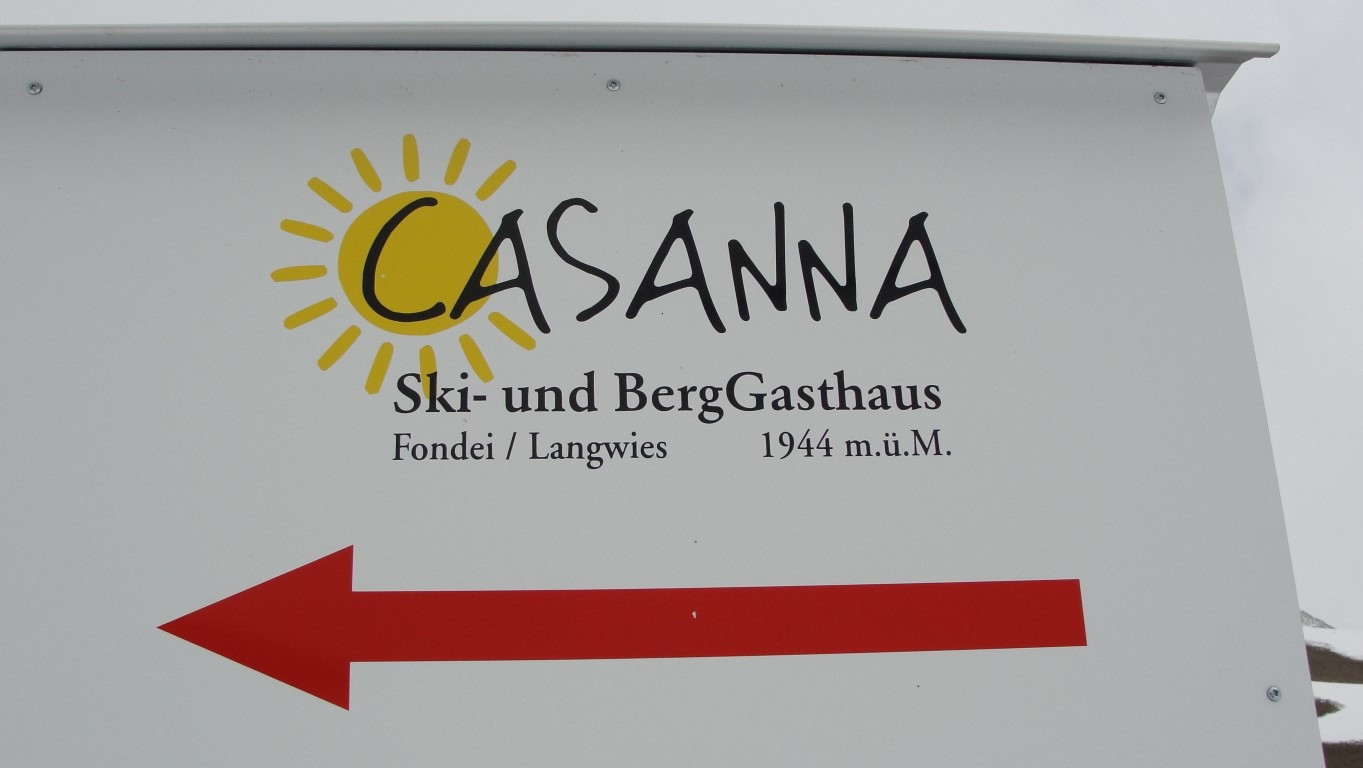 CASANNA
Ski- und BergGasthaus
Fondei / Langwies 1944 m.ü.M.